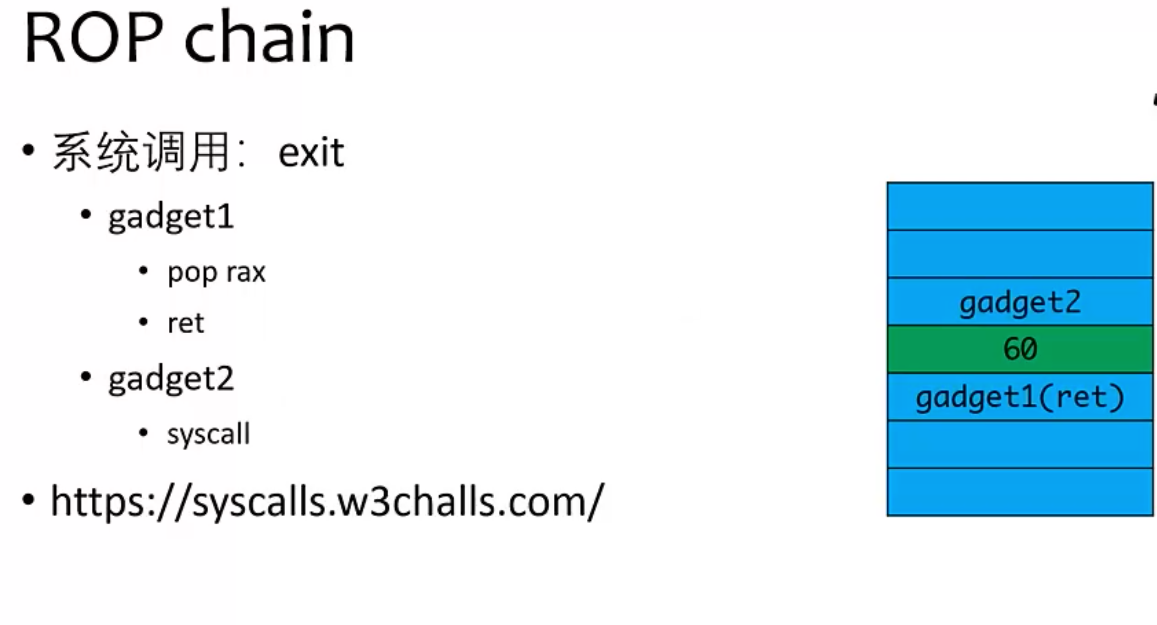 ROP chain
• 系统调用： exit
• gadget1
• pop rax
• ret
• gadget2
• syscall
• https://syscalls.w3challs.com/
gadget2
60
gadget1(ret)